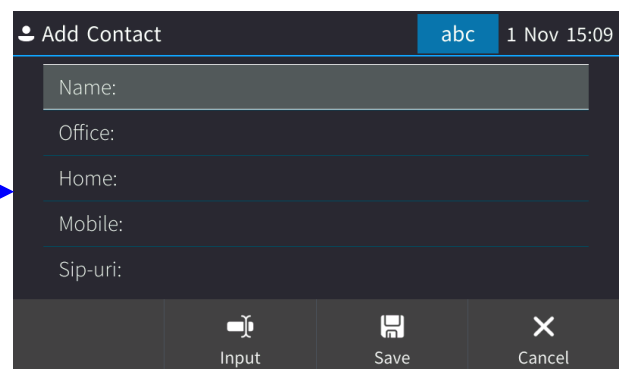 Add Contact abc 1 Nov 15:09
Name:
Office:
Home:
Mobile:
Sip-uri:
Input Save Cancel